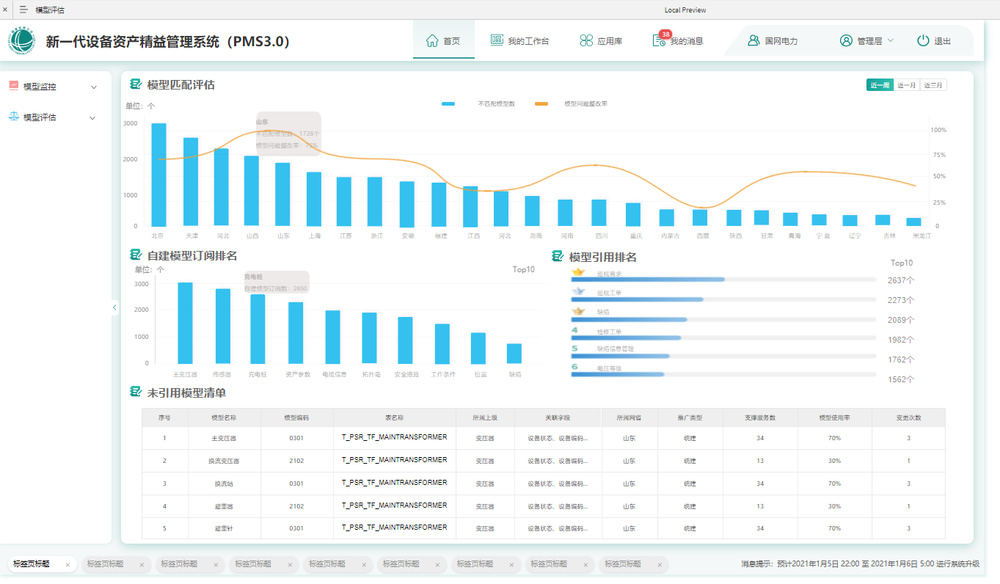 × 模型评估 Local Preview
新一代设备资产精益管理系统（PMS3.0） 首页 我的工作台 应用库 38 我的消息 国网电力 管理层 退出
模型监控
模型评估
模型匹配评估 近一周 近一月 近三月
单位：个 不匹配模型数 模型问题整改率
山东
不匹配模型数：1728个
模型问题整改率：75%
3000
2000
1000
0
100%
75%
50%
25%
0
北京 天津 河北 山西 山东 上海 江苏 浙江 安徽 福建 江西 河北 湖南 河南 四川 重庆 内蒙古 西藏 陕西 甘肃 青海 宁夏 辽宁 吉林 黑龙江
自建模型订阅排名
单位：个 Top10
充电桩
自建模型订阅数：2650
3000
2000
1000
0
主变压器 传感器 充电桩 资产参数 电缆信息 拓扑岛 安全措施 工作条件 位置 缺陷
模型引用排名
Top10
巡视需求 2637个
巡视工单 2273个
缺陷 2089个
4 检修工单 1982个
5 缺陷信息管理 1762个
6 电压等级 1562个
未引用模型清单
序号 模型名称 模型编码 表名称 所属上级 关联字段 所属网省 推广类型 支撑服务数 模型使用率 变更次数
1 主变压器 0301 T_PSR_TF_MAINTRANSFORMER 变压器 设备状态、设备编码... 山东 统建 34 70% 3
2 换流变压器 2102 T_PSR_TF_MAINTRANSFORMER 变压器 设备状态、设备编码... 山东 统建 13 30% 1
3 换流站 0301 T_PSR_TF_MAINTRANSFORMER 变压器 设备状态、设备编码... 山东 统建 34 70% 3
4 避雷器 2102 T_PSR_TF_MAINTRANSFORMER 变压器 设备状态、设备编码... 山东 统建 13 30% 1
5 避雷针 0301 T_PSR_TF_MAINTRANSFORMER 变压器 设备状态、设备编码... 山东 统建 34 70% 3
标签页标题 × 标签页标题 × 标签页标题 × 标签页标题 × 标签页标题 × 标签页标题 × 标签页标题 × 标签页标题 × 标签页标题 × 消息提示：预计2021年1月5日 22:00 至 2021年1月6日 5:00 进行系统升级